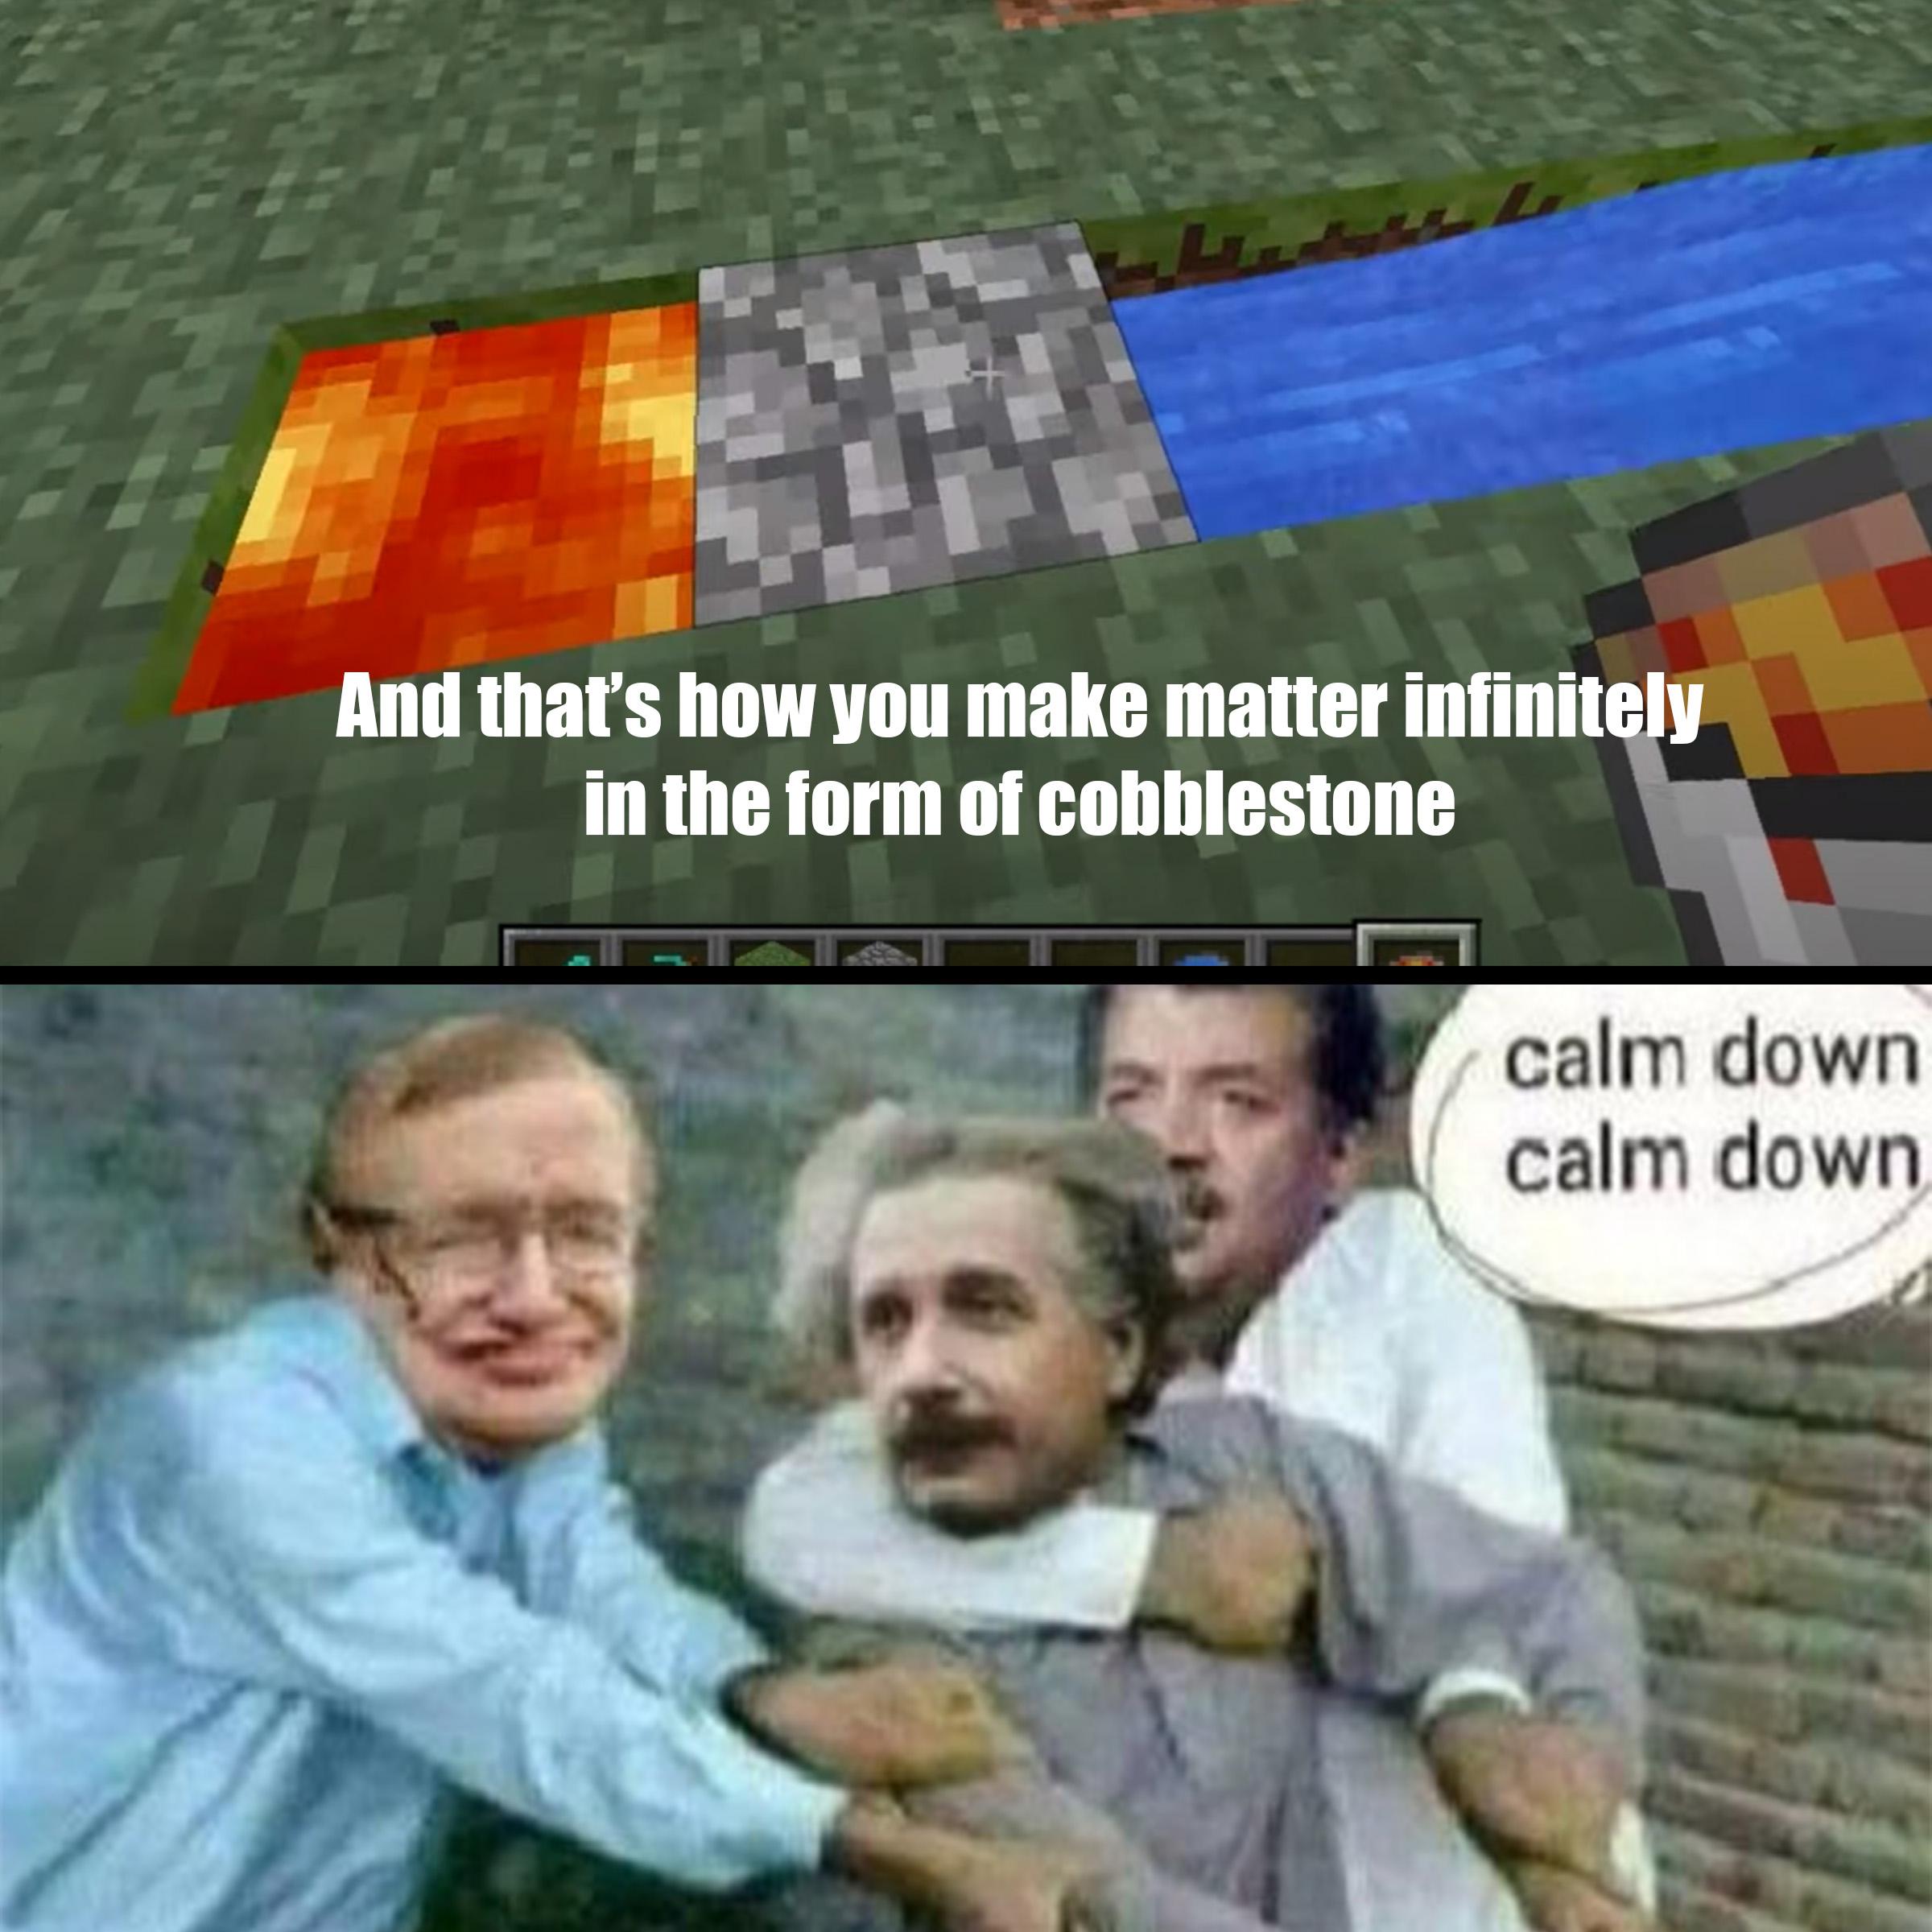 And that’s how you make matter infinitely
in the form of cobblestone
calm down
calm down